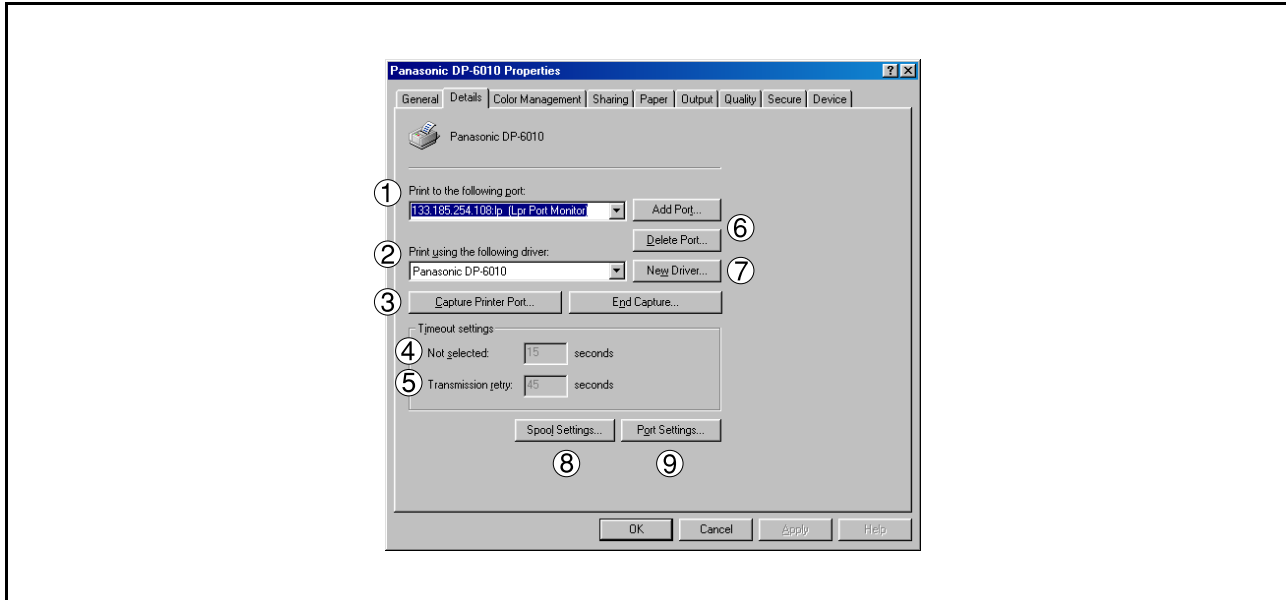 Panasonic DP-6010 Properties
General Details Color Management Sharing Paper Output Quality Secure Device
Panasonic DP-6010
① Print to the following port:
133.185.254.108:lp (Lpr Port Monitor Add Port...
⑥
Delete Port...
② Print using the following driver:
Panasonic DP-6010 New Driver... ⑦
③ Capture Printer Port... End Capture...
Timeout settings
④ Not selected: 15 seconds
⑤ Transmission retry: 45 seconds
Spool Settings... Port Settings...
⑧ ⑨
OK Cancel Apply Help